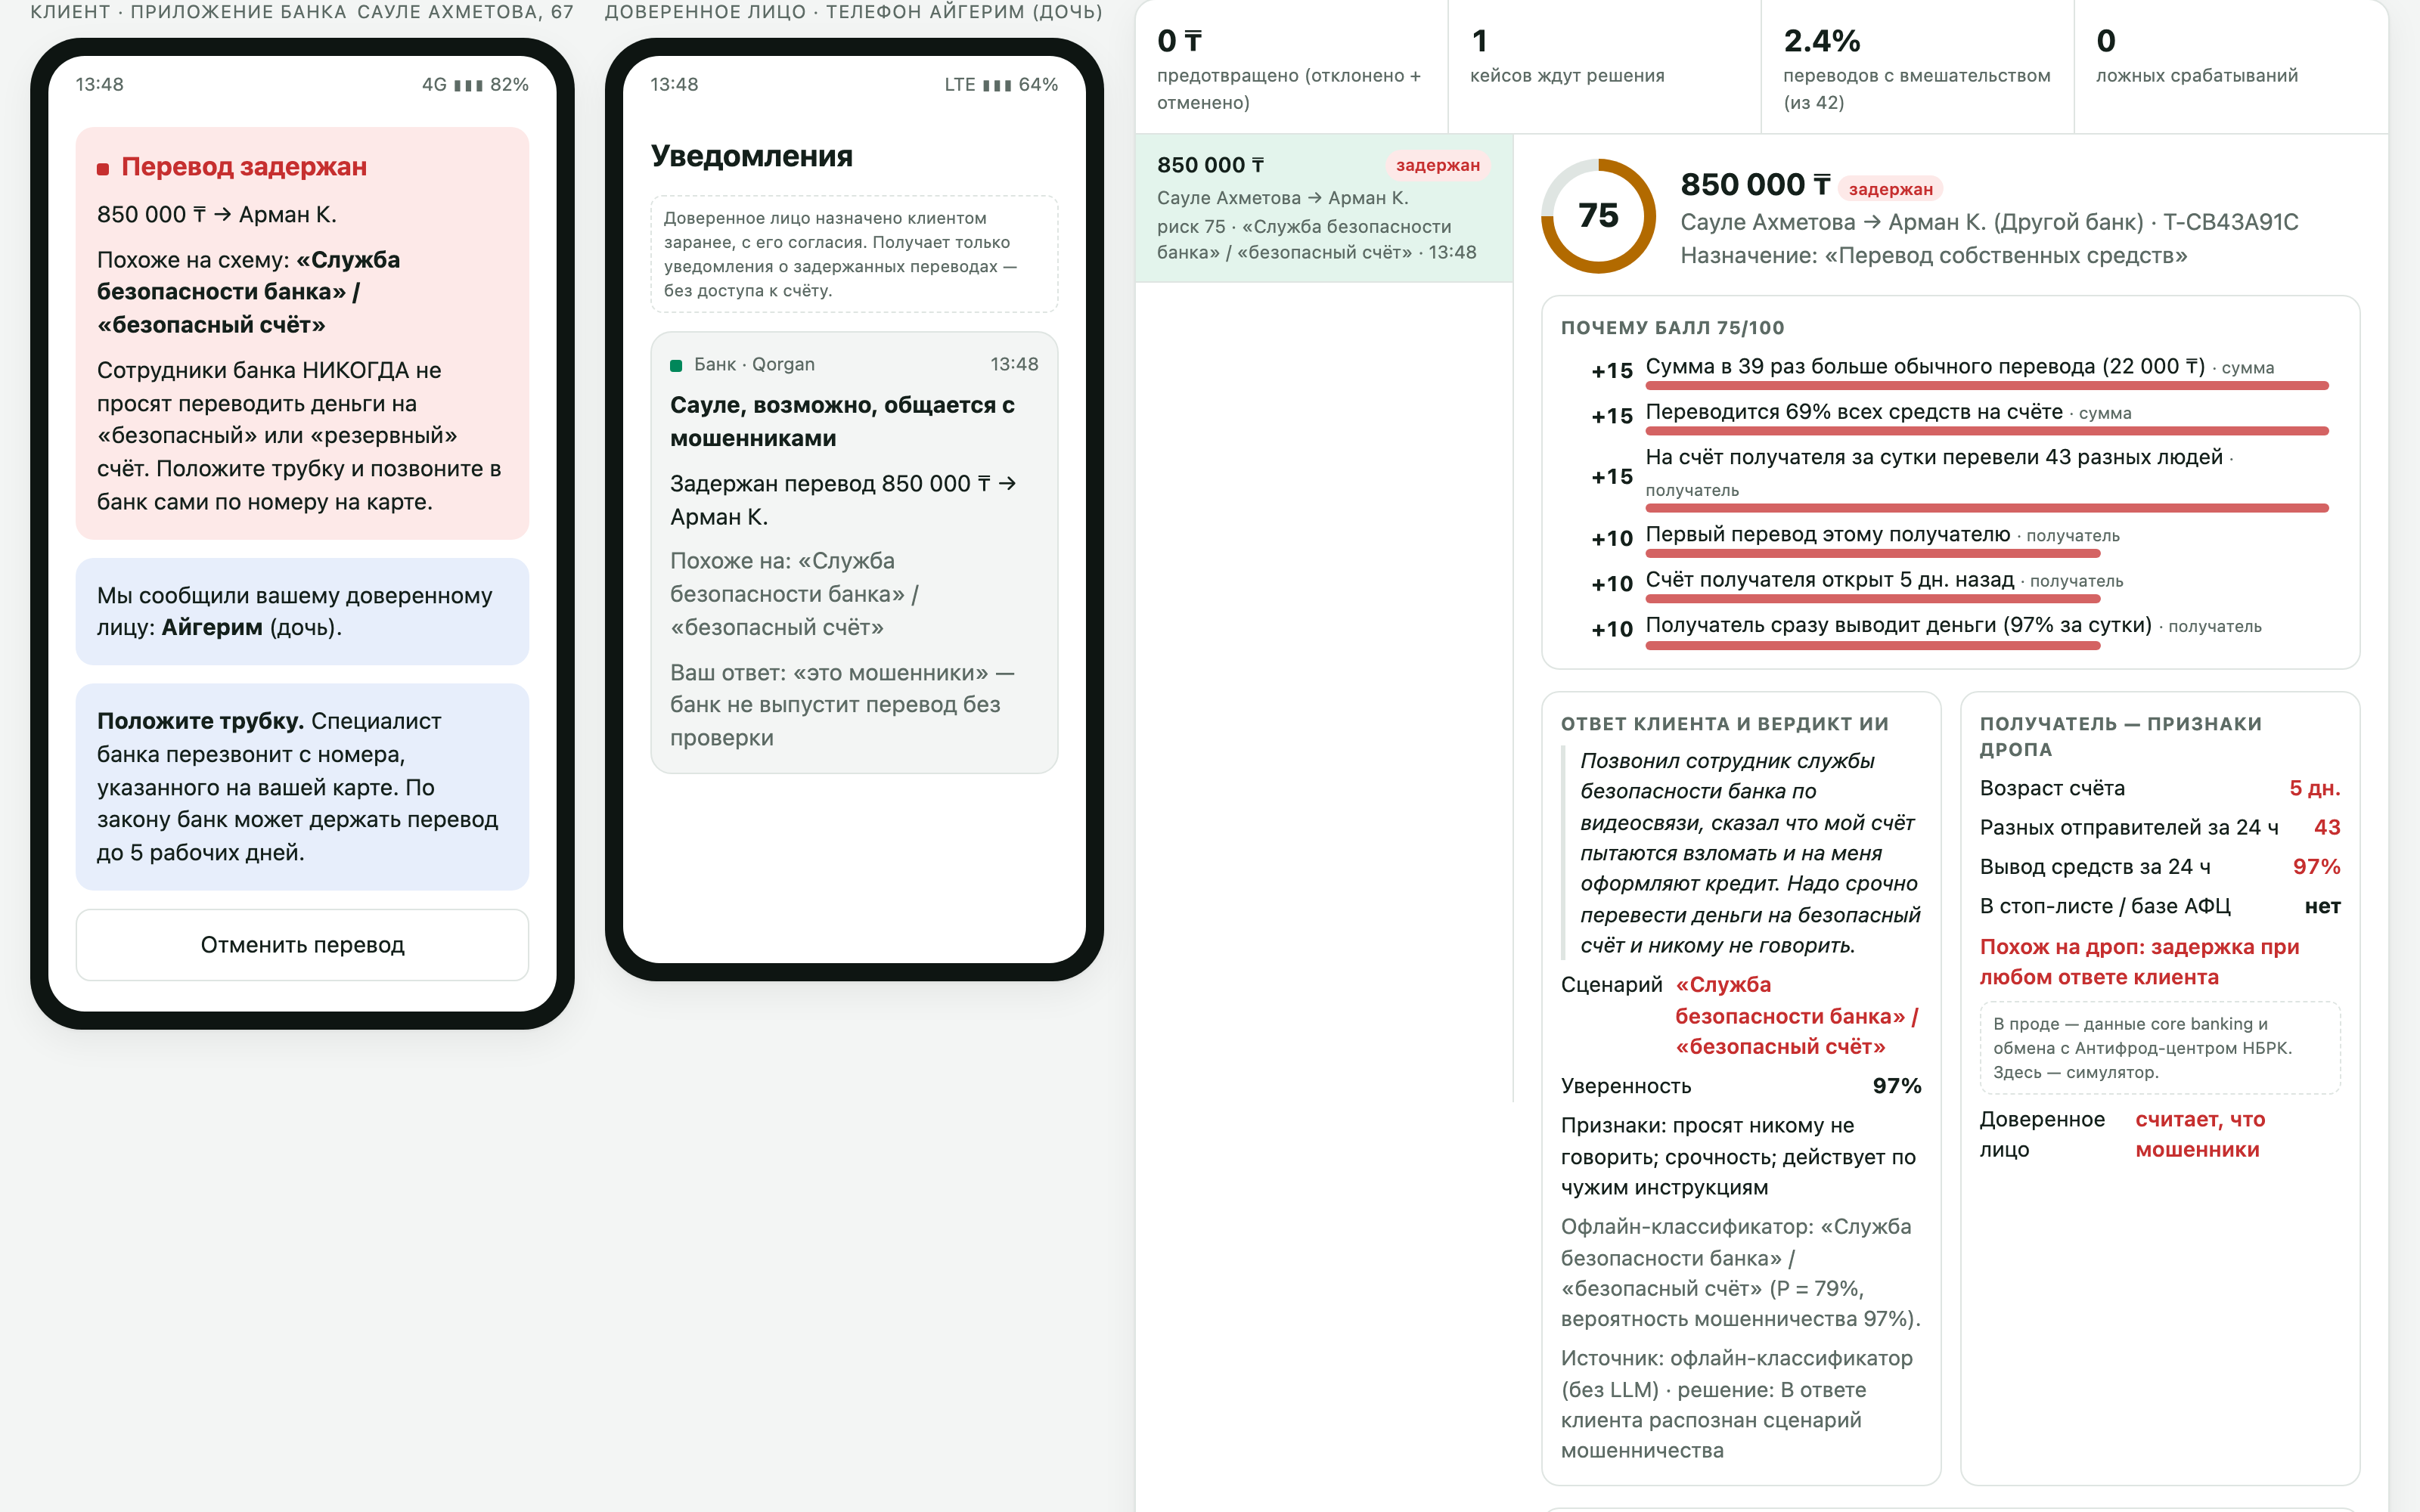 КЛИЕНТ · ПРИЛОЖЕНИЕ БАНКА САУЛЕ АХМЕТОВА, 67
13:48 4G 82%
Перевод задержан
850 000 ₸ → Арман К.
Похоже на схему: «Служба
безопасности банка» /
«безопасный счёт»
Сотрудники банка НИКОГДА не
просят переводить деньги на
«безопасный» или «резервный»
счёт. Положите трубку и позвоните в
банк сами по номеру на карте.
Мы сообщили вашему доверенному
лицу: Айгерим (дочь).
Положите трубку. Специалист
банка перезвонит с номера,
указанного на вашей карте. По
закону банк может держать перевод
до 5 рабочих дней.
Отменить перевод
ДОВЕРЕННОЕ ЛИЦО · ТЕЛЕФОН АЙГЕРИМ (ДОЧЬ)
13:48 LTE 64%
Уведомления
Доверенное лицо назначено клиентом
заранее, с его согласия. Получает только
уведомления о задержанных переводах —
без доступа к счёту.
Банк · Qorgan 13:48
Сауле, возможно, общается с
мошенниками
Задержан перевод 850 000 ₸ →
Арман К.
Похоже на: «Служба
безопасности банка» /
«безопасный счёт»
Ваш ответ: «это мошенники» —
банк не выпустит перевод без
проверки
0 ₸
предотвращено (отклонено +
отменено)
1
кейсов ждут решения
2.4%
переводов с вмешательством
(из 42)
0
ложных срабатываний
850 000 ₸ задержан
Сауле Ахметова → Арман К.
риск 75 · «Служба безопасности
банка» / «безопасный счёт» · 13:48
75
850 000 ₸ задержан
Сауле Ахметова → Арман К. (Другой банк) · T-CB43A91C
Назначение: «Перевод собственных средств»
ПОЧЕМУ БАЛЛ 75/100
+15 Сумма в 39 раз больше обычного перевода (22 000 ₸) · сумма
+15 Переводится 69% всех средств на счёте · сумма
+15 На счёт получателя за сутки перевели 43 разных людей ·
получатель
+10 Первый перевод этому получателю · получатель
+10 Счёт получателя открыт 5 дн. назад · получатель
+10 Получатель сразу выводит деньги (97% за сутки) · получатель
ОТВЕТ КЛИЕНТА И ВЕРДИКТ ИИ
Позвонил сотрудник службы
безопасности банка по
видеосвязи, сказал что мой счёт
пытаются взломать и на меня
оформляют кредит. Надо срочно
перевести деньги на безопасный
счёт и никому не говорить.
Сценарий «Служба
безопасности банка» /
«безопасный счёт»
Уверенность 97%
Признаки: просят никому не
говорить; срочность; действует по
чужим инструкциям
Офлайн-классификатор: «Служба
безопасности банка» /
«безопасный счёт» (P = 79%,
вероятность мошенничества 97%).
Источник: офлайн-классификатор
(без LLM) · решение: В ответе
клиента распознан сценарий
мошенничества
ПОЛУЧАТЕЛЬ — ПРИЗНАКИ
ДРОПА
Возраст счёта 5 дн.
Разных отправителей за 24 ч 43
Вывод средств за 24 ч 97%
В стоп-листе / базе АФЦ нет
Похож на дроп: задержка при
любом ответе клиента
В проде — данные core banking и
обмена с Антифрод-центром НБРК.
Здесь — симулятор.
Доверенное лицо считает, что
мошенники